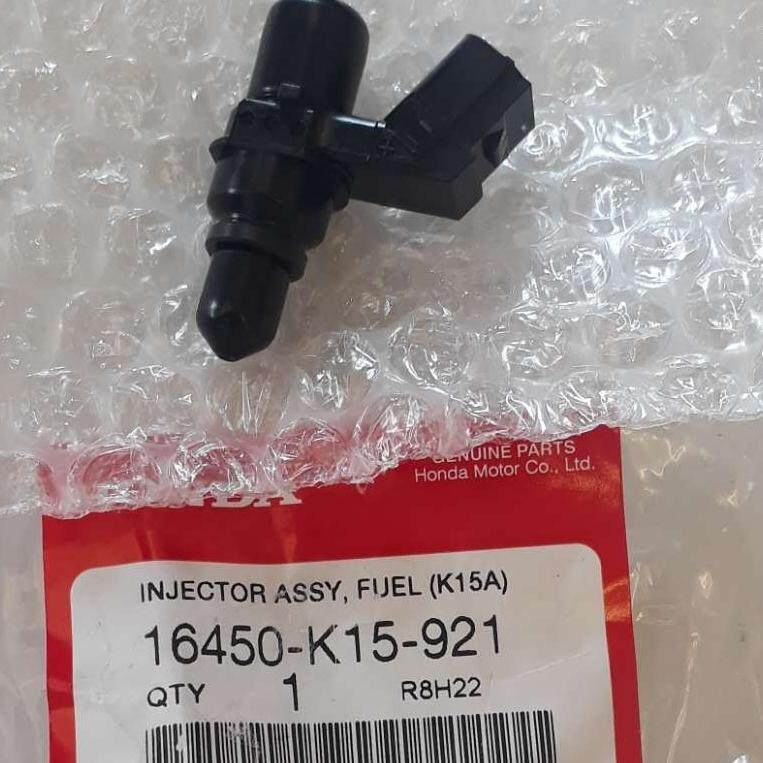 GENUINE PARTS
Honda Motor Co., Ltd.
INJECTOR ASSY, FUEL (K15A)
16450-K15-921
QTY 1 R8H22